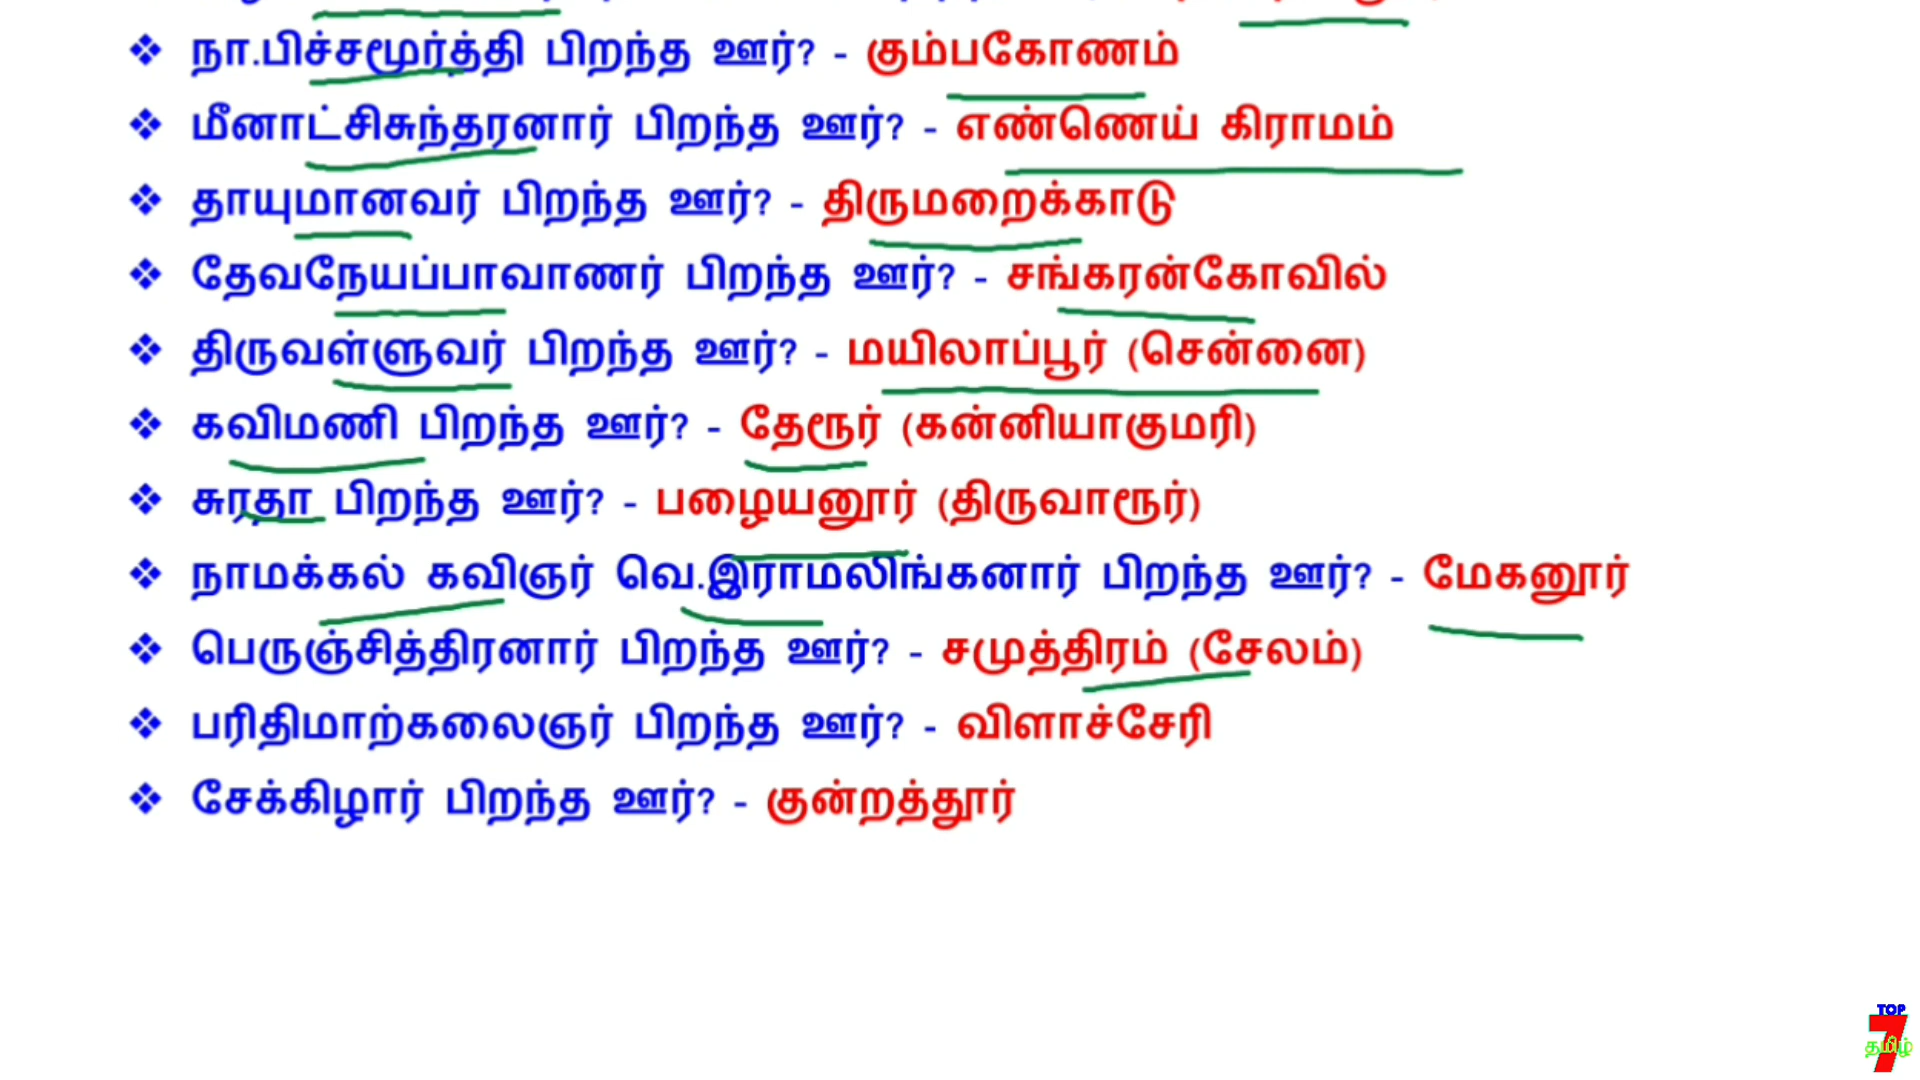 ❖ நா.பிச்சமூர்த்தி பிறந்த ஊர்? - கும்பகோணம்
❖ மீனாட்சிசுந்தரனார் பிறந்த ஊர்? - எண்ணெய் கிராமம்
❖ தாயுமானவர் பிறந்த ஊர்? - திருமறைக்காடு
❖ தேவநேயப்பாவாணர் பிறந்த ஊர்? - சங்கரன்கோவில்
❖ திருவள்ளுவர் பிறந்த ஊர்? - மயிலாப்பூர் (சென்னை)
❖ கவிமணி பிறந்த ஊர்? - தேரூர் (கன்னியாகுமரி)
❖ சுரதா பிறந்த ஊர்? - பழையனூர் (திருவாரூர்)
❖ நாமக்கல் கவிஞர் வெ.இராமலிங்கனார் பிறந்த ஊர்? - மேகனூர்
❖ பெருஞ்சித்திரனார் பிறந்த ஊர்? - சமுத்திரம் (சேலம்)
❖ பரிதிமாற்கலைஞர் பிறந்த ஊர்? - விளாச்சேரி
❖ சேக்கிழார் பிறந்த ஊர்? - குன்றத்தூர்
TOP
7
தமிழ்